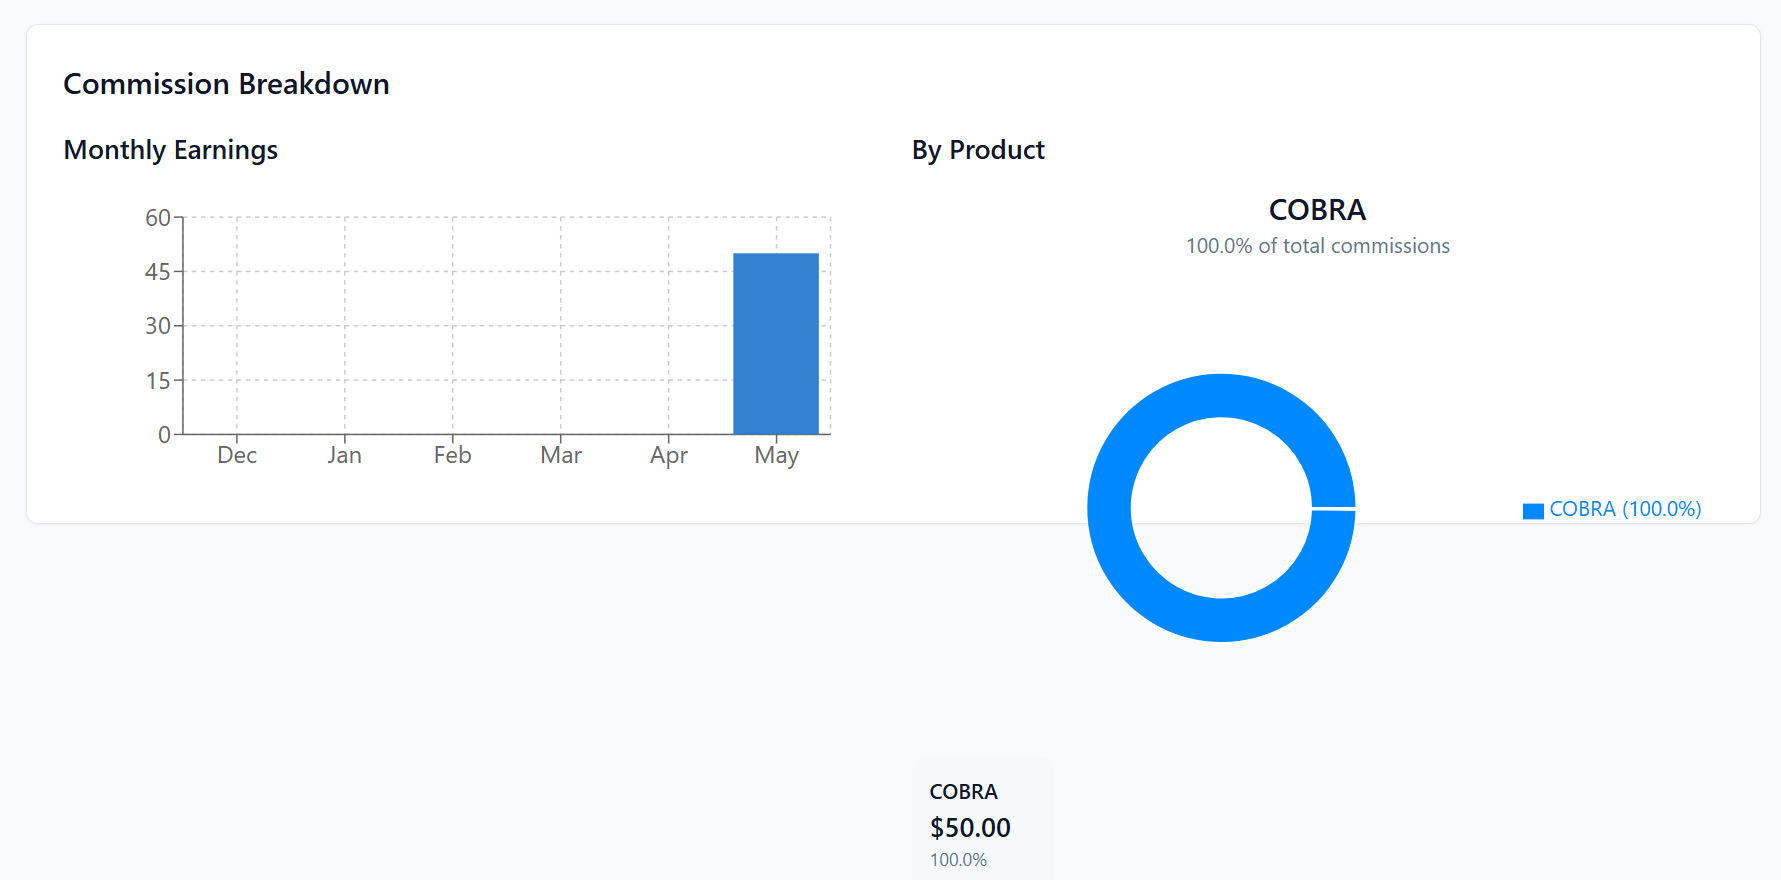 Commission Breakdown
Monthly Earnings
60
45
30
15
0
Dec Jan Feb Mar Apr May
By Product
COBRA
100.0% of total commissions
COBRA (100.0%)
COBRA
$50.00
100.0%